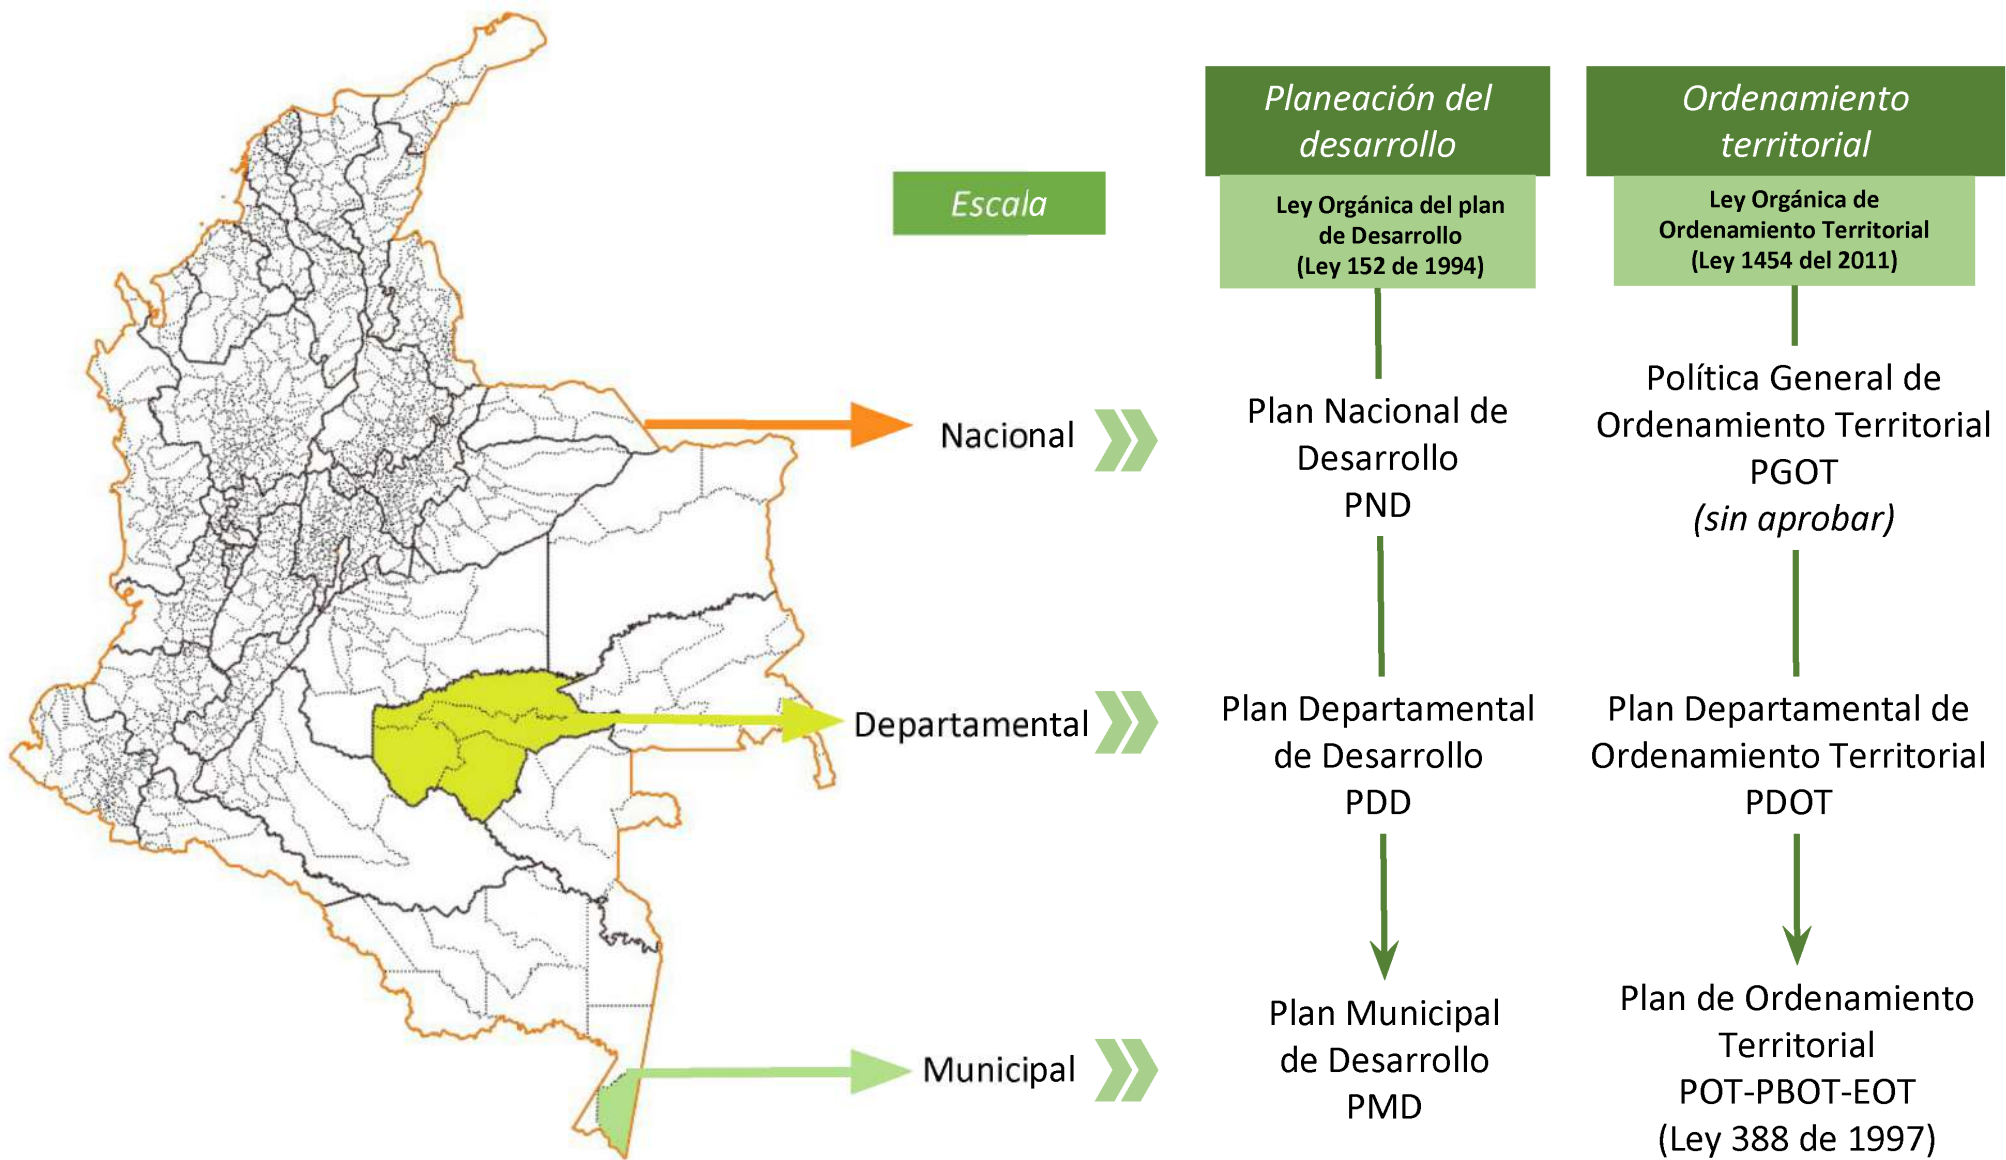 Escala
Planeación del
desarrollo
Ordenamiento
territorial
Ley Orgánica del plan
de Desarrollo
(Ley 152 de 1994)
Ley Orgánica de
Ordenamiento Territorial
(Ley 1454 del 2011)
Nacional
Plan Nacional de
Desarrollo
PND
Política General de
Ordenamiento Territorial
PGOT
(sin aprobar)
Departamental
Plan Departamental
de Desarrollo
PDD
Plan Departamental de
Ordenamiento Territorial
PDOT
Municipal
Plan Municipal
de Desarrollo
PMD
Plan de Ordenamiento
Territorial
POT-PBOT-EOT
(Ley 388 de 1997)